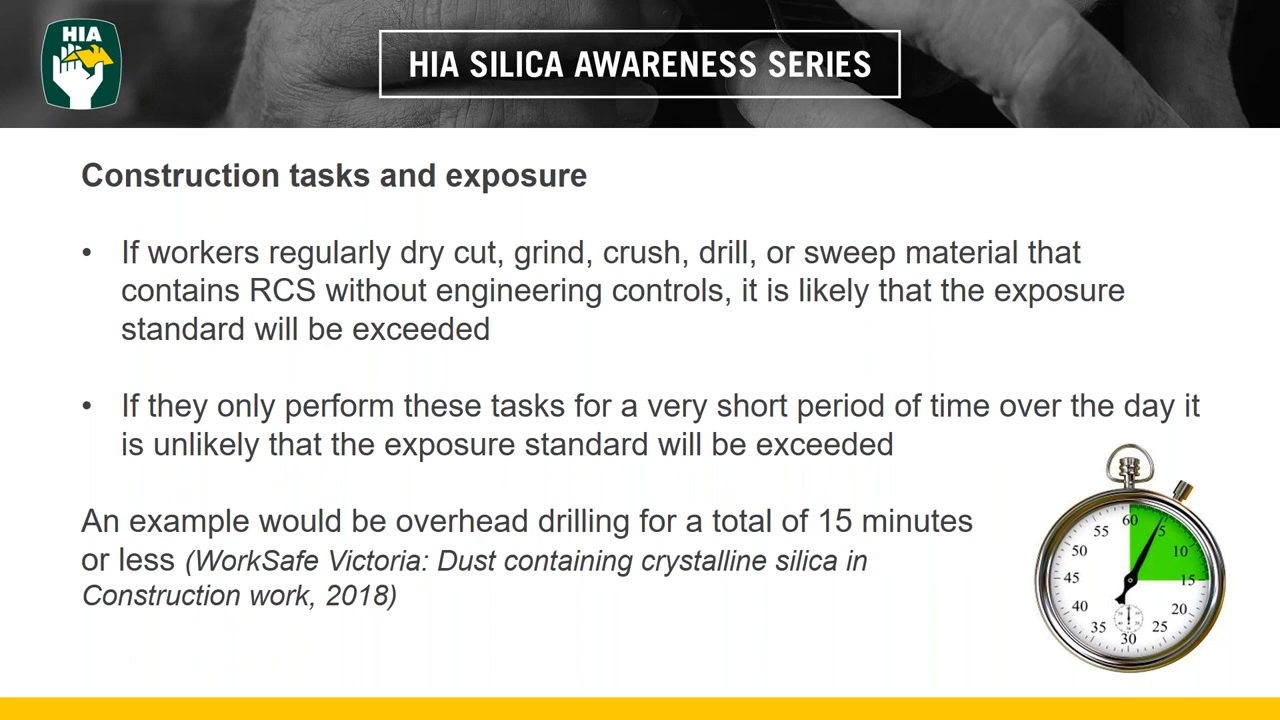 HIA
HIA SILICA AWARENESS SERIES
Construction tasks and exposure
• If workers regularly dry cut, grind, crush, drill, or sweep material that
contains RCS without engineering controls, it is likely that the exposure
standard will be exceeded
• If they only perform these tasks for a very short period of time over the day it
is unlikely that the exposure standard will be exceeded
An example would be overhead drilling for a total of 15 minutes
or less (WorkSafe Victoria: Dust containing crystalline silica in
Construction work, 2018)
60
5
10
15
20
25
30
35
40
45
50
55